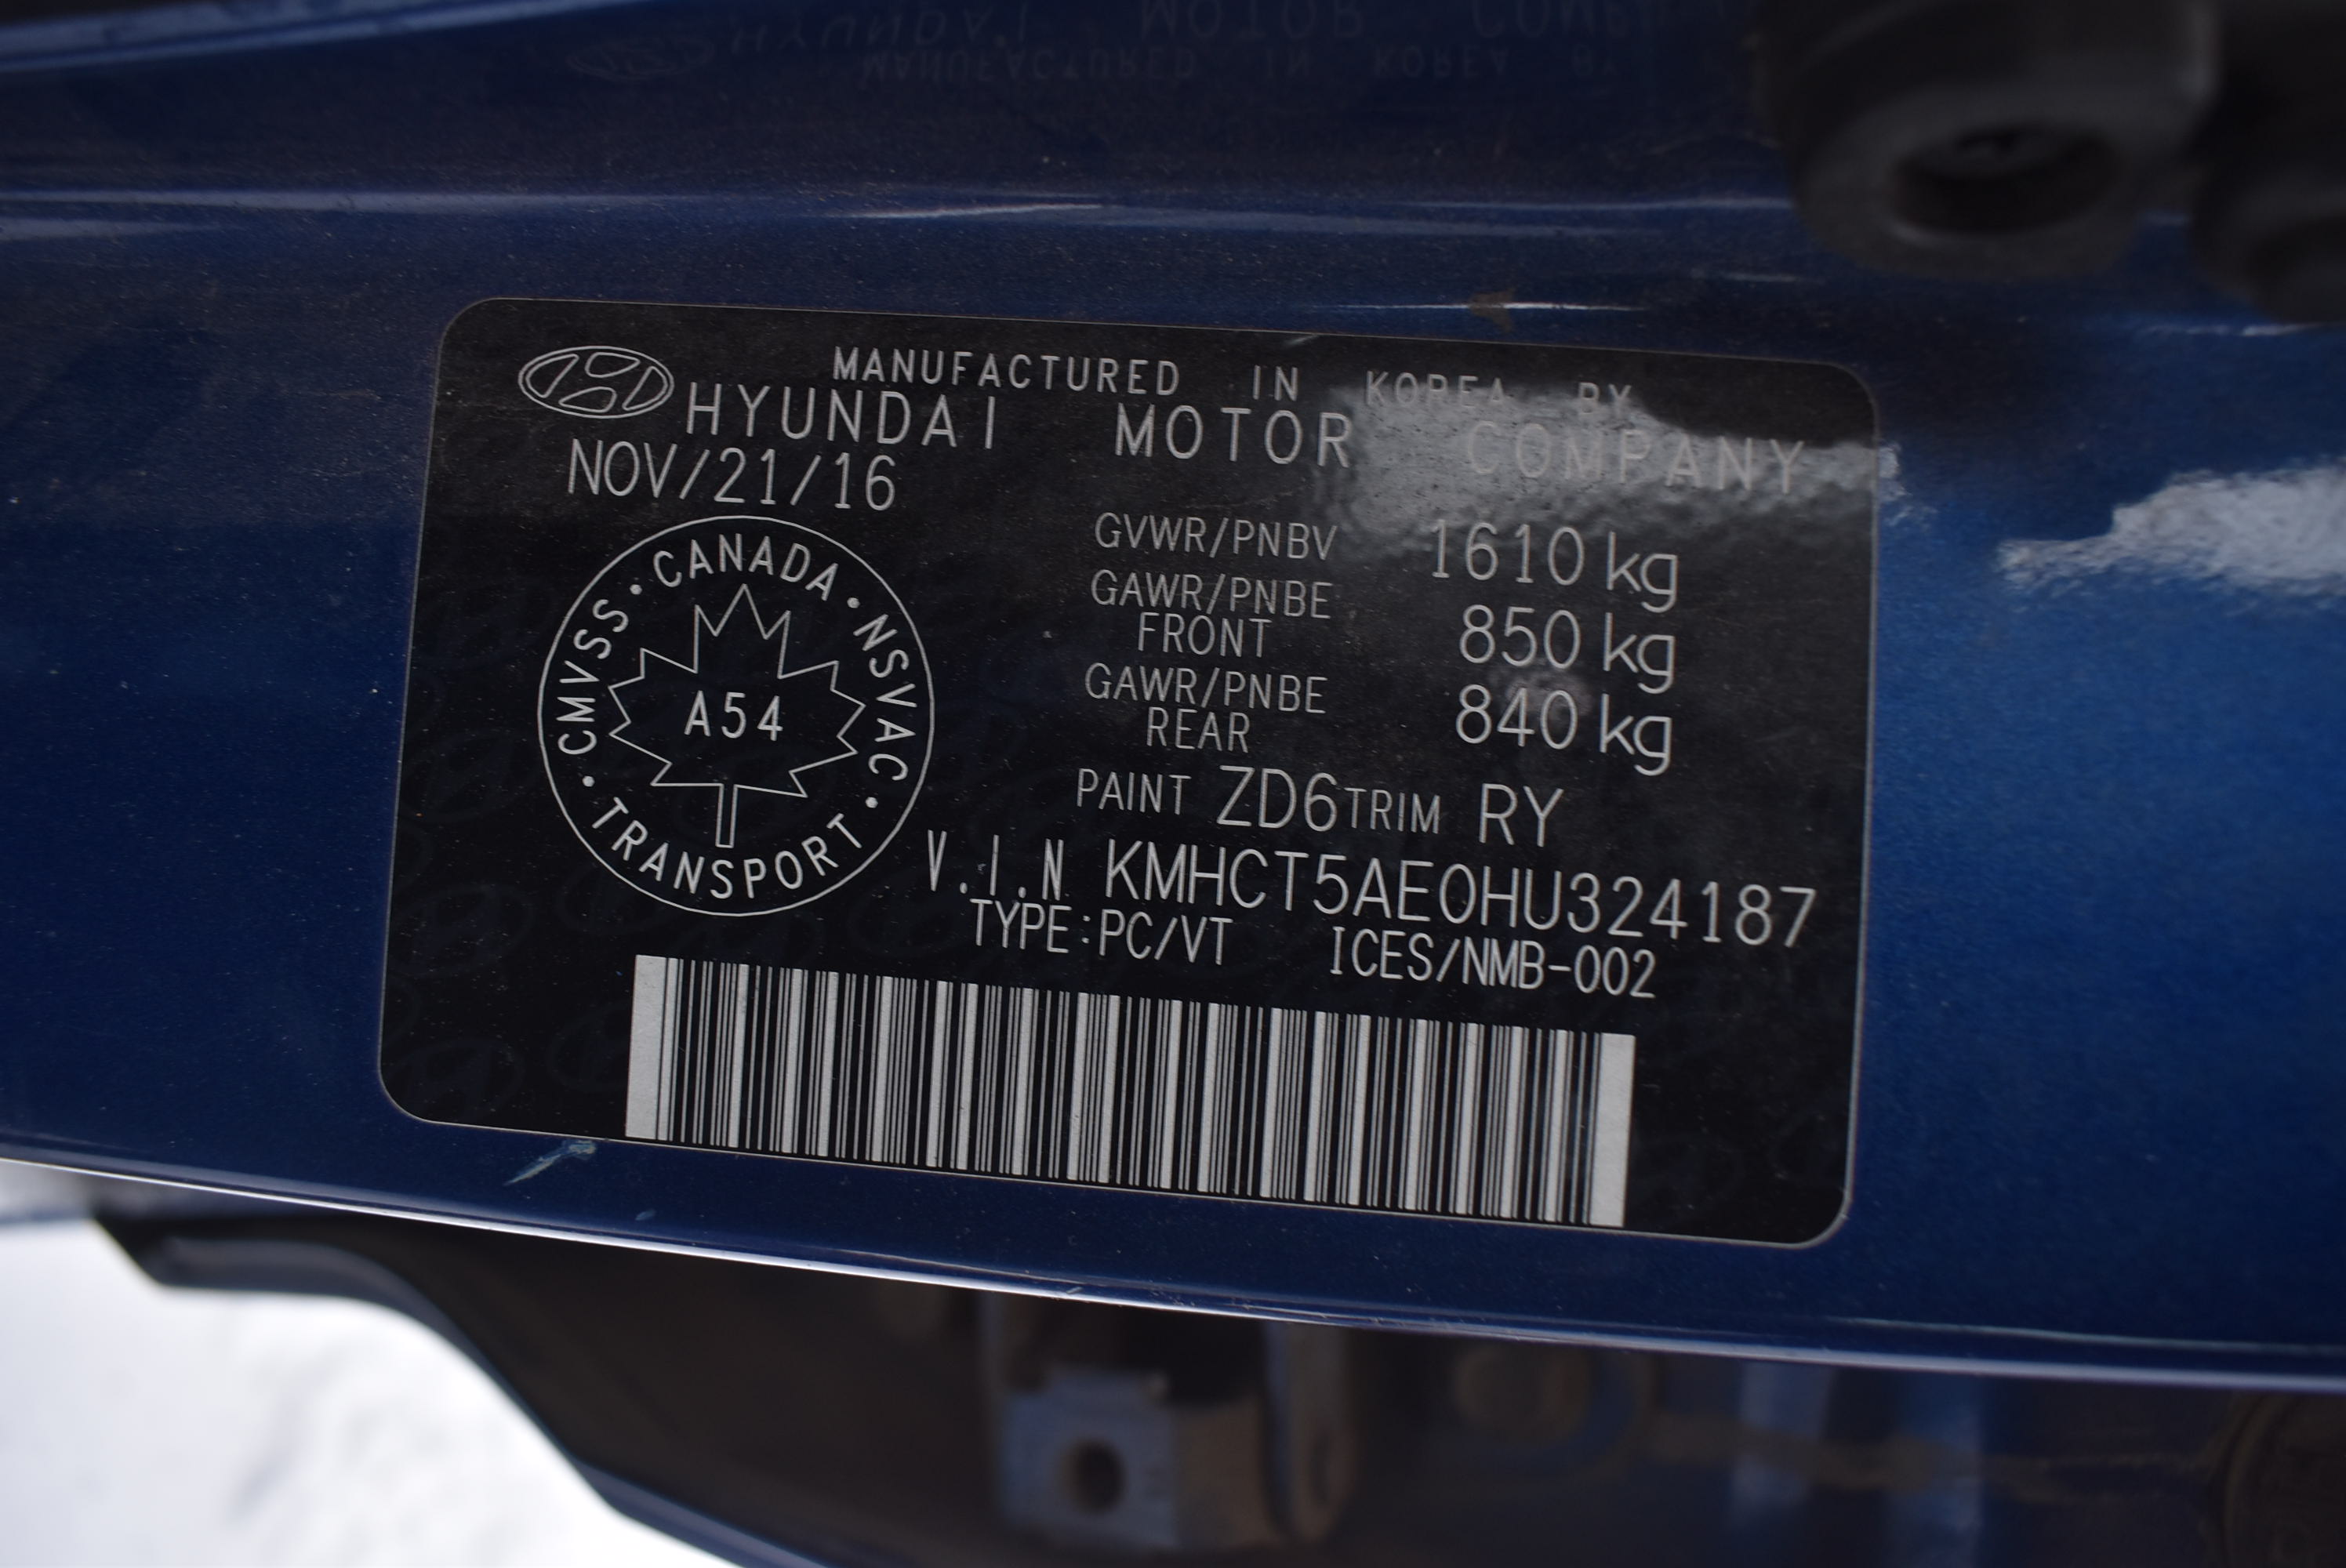 MANUFACTURED IN KOREA BY
HYUNDAI MOTOR COMPANY
NOV/21/16
GVWR/PNBV 1610 kg
GAWR/PNBE FRONT 850 kg
GAWR/PNBE REAR 840 kg
CMVSS · CANADA · NSVAC · TRANSPORT ·
A54
PAINT ZD6 TRIM RY
V.I.N KMHCT5AE0HU324187
TYPE:PC/VT ICES/NMB-002